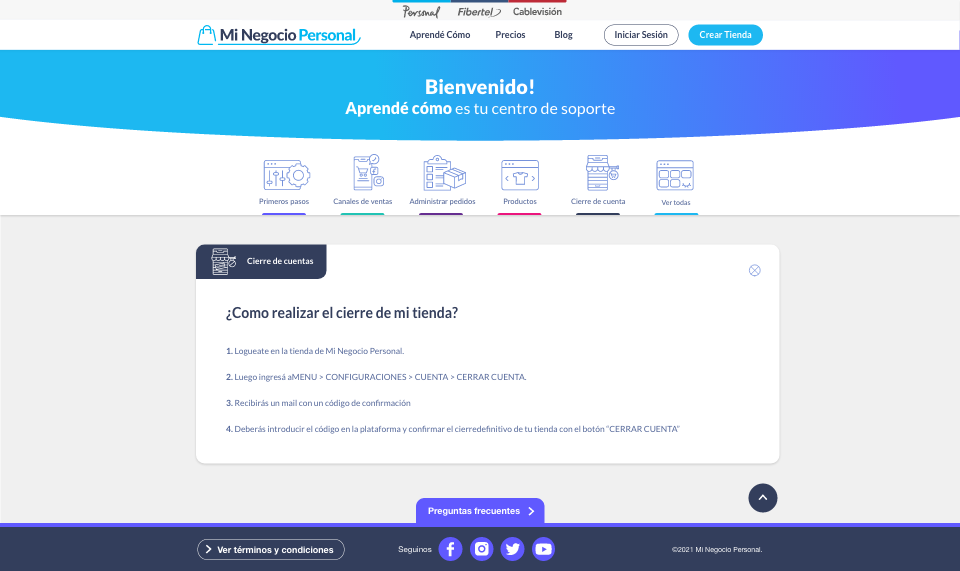 Personal Fibertel Cablevisión
Mi Negocio Personal Aprendé Cómo Precios Blog Iniciar Sesión Crear Tienda
Bienvenido!
Aprendé cómo es tu centro de soporte
Primeros pasos Canales de ventas Administrar pedidos Productos Cierre de cuenta Ver todas
Cierre de cuentas
¿Como realizar el cierre de mi tienda?
1. Logueate en la tienda de Mi Negocio Personal.
2. Luego ingresá aMENU > CONFIGURACIONES > CUENTA > CERRAR CUENTA.
3. Recibirás un mail con un código de confirmación
4. Deberás introducir el código en la plataforma y confirmar el cierredefinitivo de tu tienda con el botón "CERRAR CUENTA"
Preguntas frecuentes
Ver términos y condiciones Seguinos ©2021 Mi Negocio Personal.